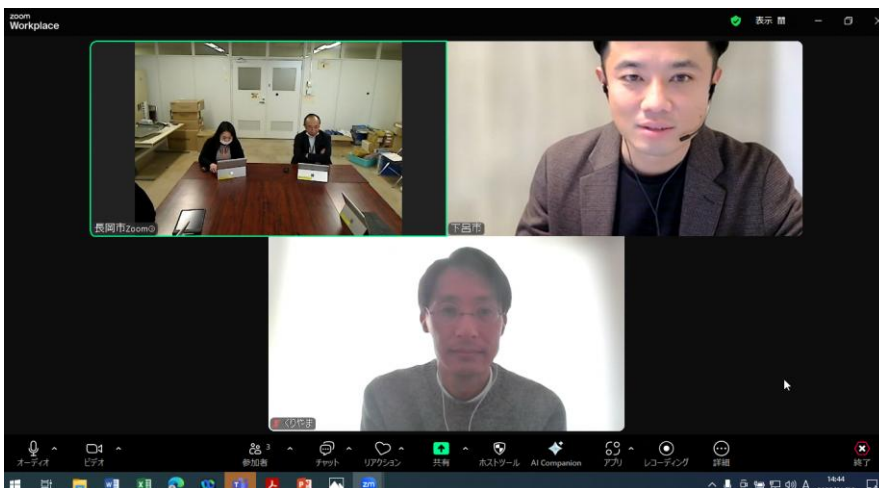 zoom
Workplace
表示
長岡市Zoom③
下呂市
くりやま
オーディオ
ビデオ
3
参加者
チャット
リアクション
共有
ホストツール
AI Companion
アプリ
レコーディング
詳細
終了
zm
A
14:44